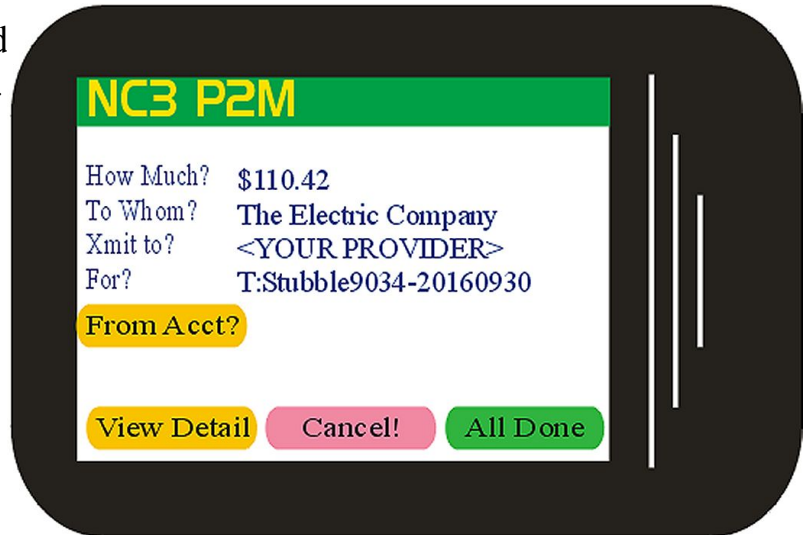 NC3 P2M
How Much? $110.42
To Whom? The Electric Company
Xmit to? <YOUR PROVIDER>
For? T:Stubble9034-20160930
From Acct?
View Detail Cancel! All Done